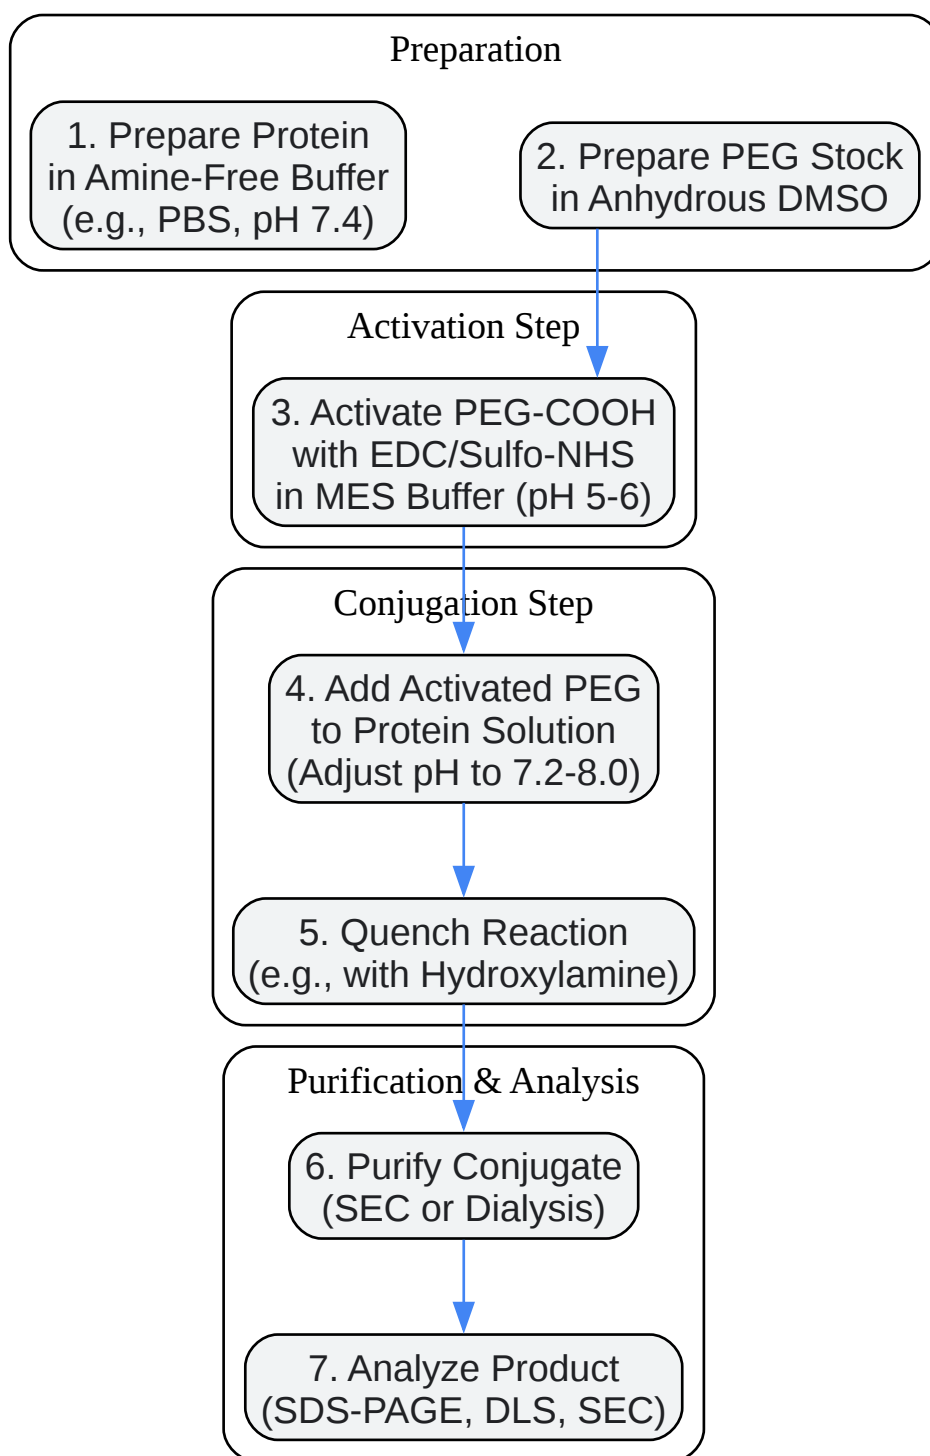 Preparation
1. Prepare Protein
in Amine-Free Buffer
(e.g., PBS, pH 7.4)
2. Prepare PEG Stock
in Anhydrous DMSO
Activation Step
3. Activate PEG-COOH
with EDC/Sulfo-NHS
in MES Buffer (pH 5-6)
Conjugation Step
4. Add Activated PEG
to Protein Solution
(Adjust pH to 7.2-8.0)
5. Quench Reaction
(e.g., with Hydroxylamine)
Purification & Analysis
6. Purify Conjugate
(SEC or Dialysis)
7. Analyze Product
(SDS-PAGE, DLS, SEC)